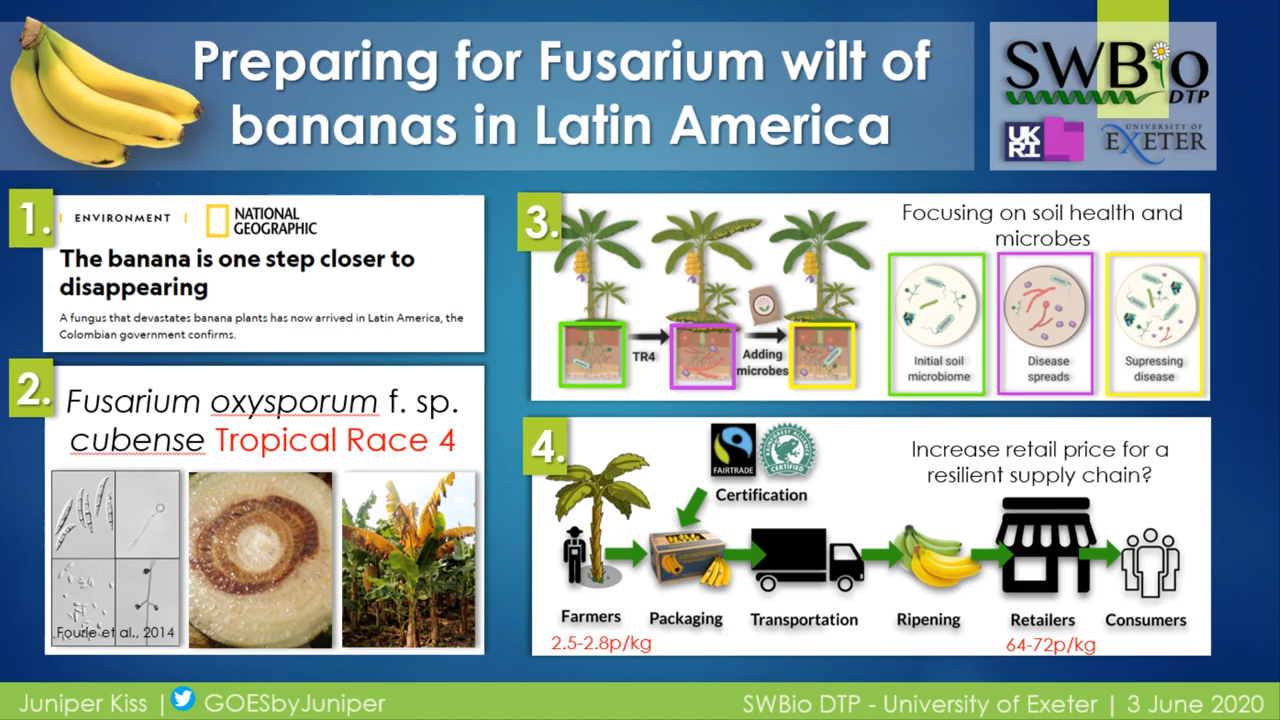 Preparing for Fusarium wilt of
bananas in Latin America
SWBio
DTP
UK
RI
UNIVERSITY OF
EXETER
1.
ENVIRONMENT
NATIONAL
GEOGRAPHIC
The banana is one step closer to
disappearing
A fungus that devastates banana plants has now arrived in Latin America, the
Colombian government confirms.
2.
Fusarium oxysporum f. sp.
cubense Tropical Race 4
Fourie et al., 2014
3.
TR4
Adding
microbes
Focusing on soil health and
microbes
Initial soil
microbiome
Disease
spreads
Supressing
disease
4.
FAIRTRADE
CERTIFIED
Certification
Increase retail price for a
resilient supply chain?
Farmers
Packaging
Transportation
Ripening
Retailers
Consumers
2.5-2.8p/kg
64-72p/kg
Juniper Kiss | GOESbyJuniper
SWBio DTP - University of Exeter | 3 June 2020